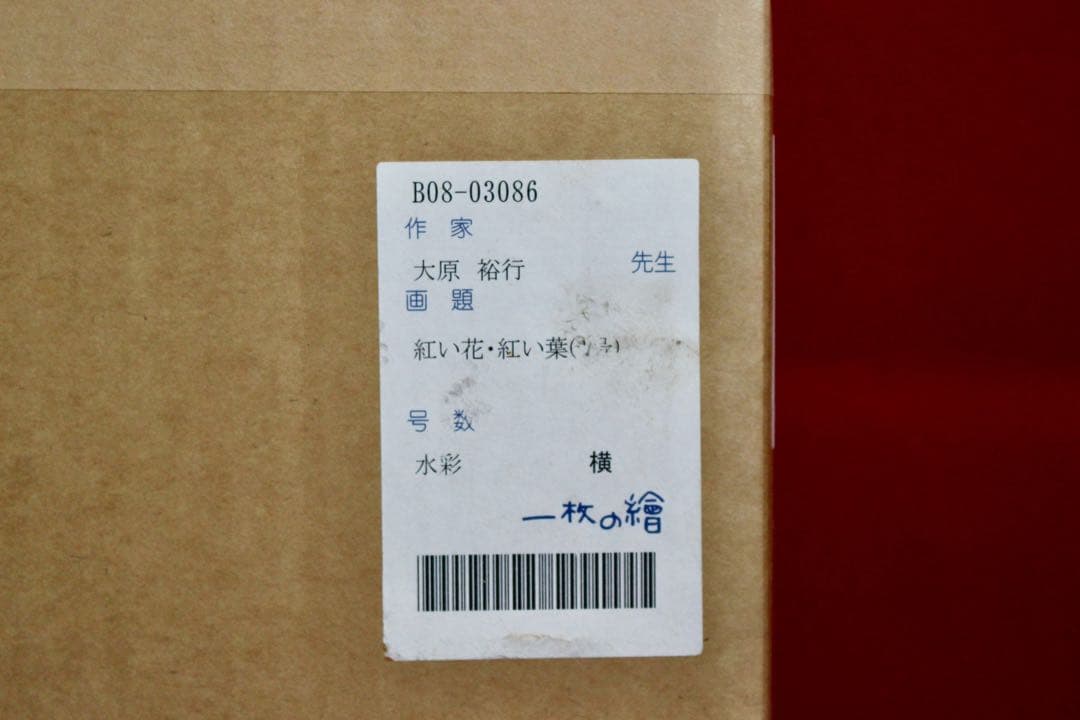 B08-03086
作家
大原 裕行 先生
画題
紅い花・紅い葉
号数
水彩 横
一枚の繪